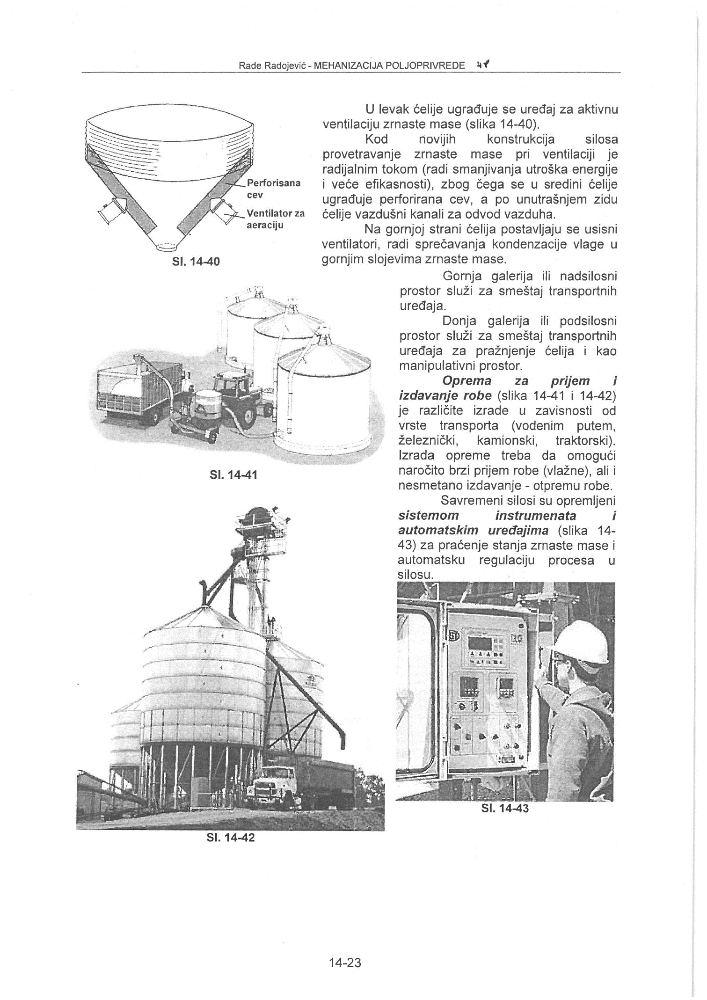 Rade Radojević - MEHANIZACIJA POLJOPRIVREDE
U levak ćelije ugrađuje se uređaj za aktivnu
ventilaciju zrnaste mase (slika 14-40).
Kod novijih konstrukcija silosa
provetravanje zrnaste mase pri ventilaciji je
radijalnim tokom (radi smanjivanja utroška energije
i veće efikasnosti), zbog čega se u sredini ćelije
ugrađuje perforirana cev, a po unutrašnjem zidu
ćelije vazdušni kanali za odvod vazduha.
Na gornjoj strani ćelija postavljaju se usisni
ventilatori, radi sprečavanja kondenzacije vlage u
gornjim slojevima zrnaste mase.
Perforisana
cev
Ventilator za
aeraciju
Sl. 14-40
Gornja galerija ili nadsilosni
prostor služi za smeštaj transportnih
uređaja.
Donja galerija ili podsilosni
prostor služi za smeštaj transportnih
uređaja za pražnjenje ćelija i kao
manipulativni prostor.
Oprema za prijem i
izdavanje robe (slika 14-41 i 14-42)
je različite izrade u zavisnosti od
vrste transporta (vodenim putem,
železnički, kamionski, traktorski).
Izrada opreme treba da omogući
naročito brzi prijem robe (vlažne), ali i
nesmetano izdavanje - otpremu robe.
Sl. 14-41
Savremeni silosi su opremljeni
sistemom instrumenata i
automatskim uređajima (slika 14-
43) za praćenje stanja zrnaste mase i
automatsku regulaciju procesa u
silosu.
Sl. 14-43
Sl. 14-42
14-23